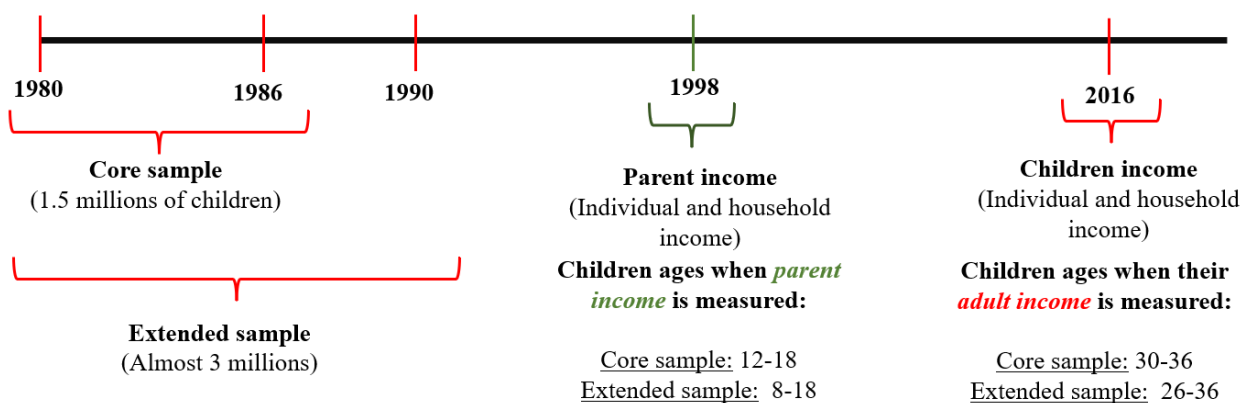 1980
1986
1990
1998
2016
Core sample
(1.5 millions of children)
Extended sample
(Almost 3 millions)
Parent income
(Individual and household
income)
Children ages when parent
income is measured:
Core sample: 12-18
Extended sample: 8-18
Children income
(Individual and household
income)
Children ages when their
adult income is measured:
Core sample: 30-36
Extended sample: 26-36